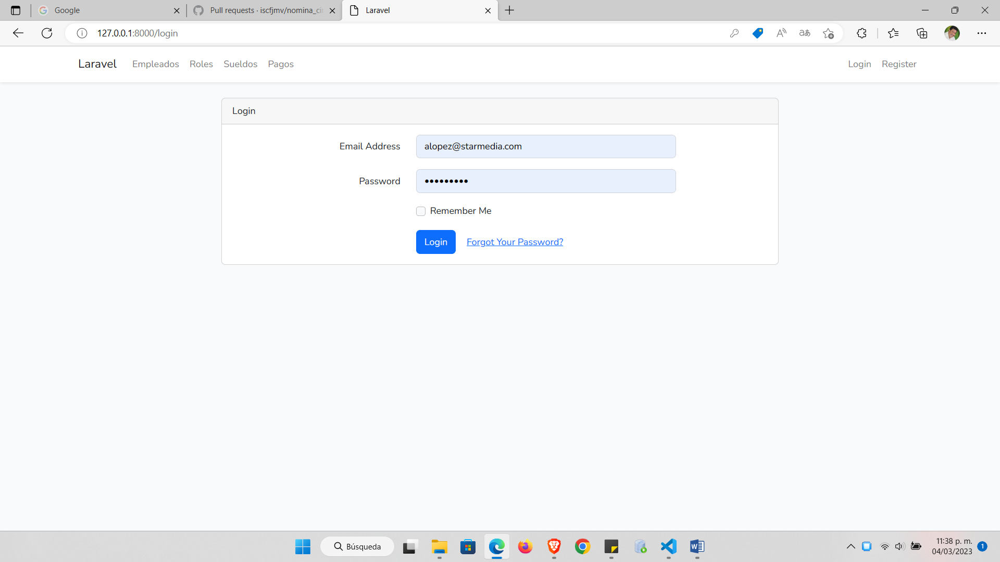 Google
Pull requests · iscfjmv/nomina_ci
Laravel
127.0.0.1:8000/login
Laravel Empleados Roles Sueldos Pagos Login Register
Login
Email Address alopez@starmedia.com
Password •••••••••
Remember Me
Login Forgot Your Password?
Búsqueda
11:38 p. m.
04/03/2023
1